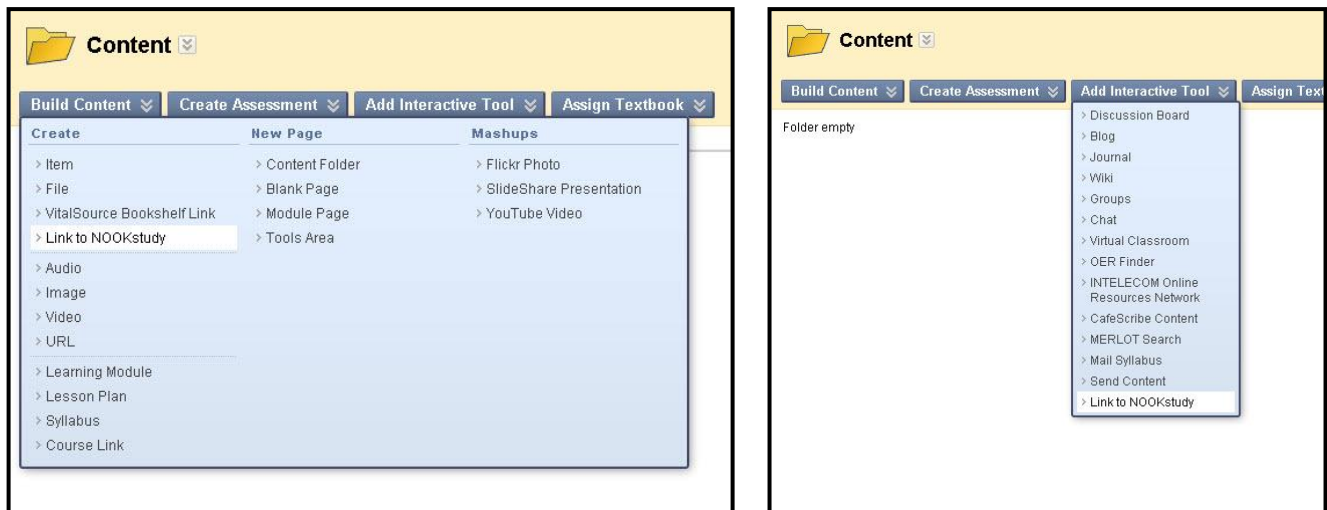 Content
Build Content
Create Assessment
Add Interactive Tool
Assign Textbook
Create
Item
File
VitalSource Bookshelf Link
Link to NOOKstudy
Audio
Image
Video
URL
Learning Module
Lesson Plan
Syllabus
Course Link
New Page
Content Folder
Blank Page
Module Page
Tools Area
Mashups
Flickr Photo
SlideShare Presentation
YouTube Video
Content
Build Content
Create Assessment
Add Interactive Tool
Assign Text
Folder empty
Discussion Board
Blog
Journal
Wiki
Groups
Chat
Virtual Classroom
OER Finder
INTELECOM Online
Resources Network
CafeScribe Content
MERLOT Search
Mail Syllabus
Send Content
Link to NOOKstudy